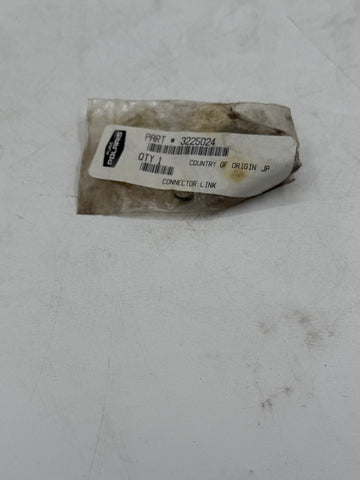 POLARIS
PART # 3225024
QTY 1
COUNTRY OF ORIGIN JP
CONNECTOR LINK